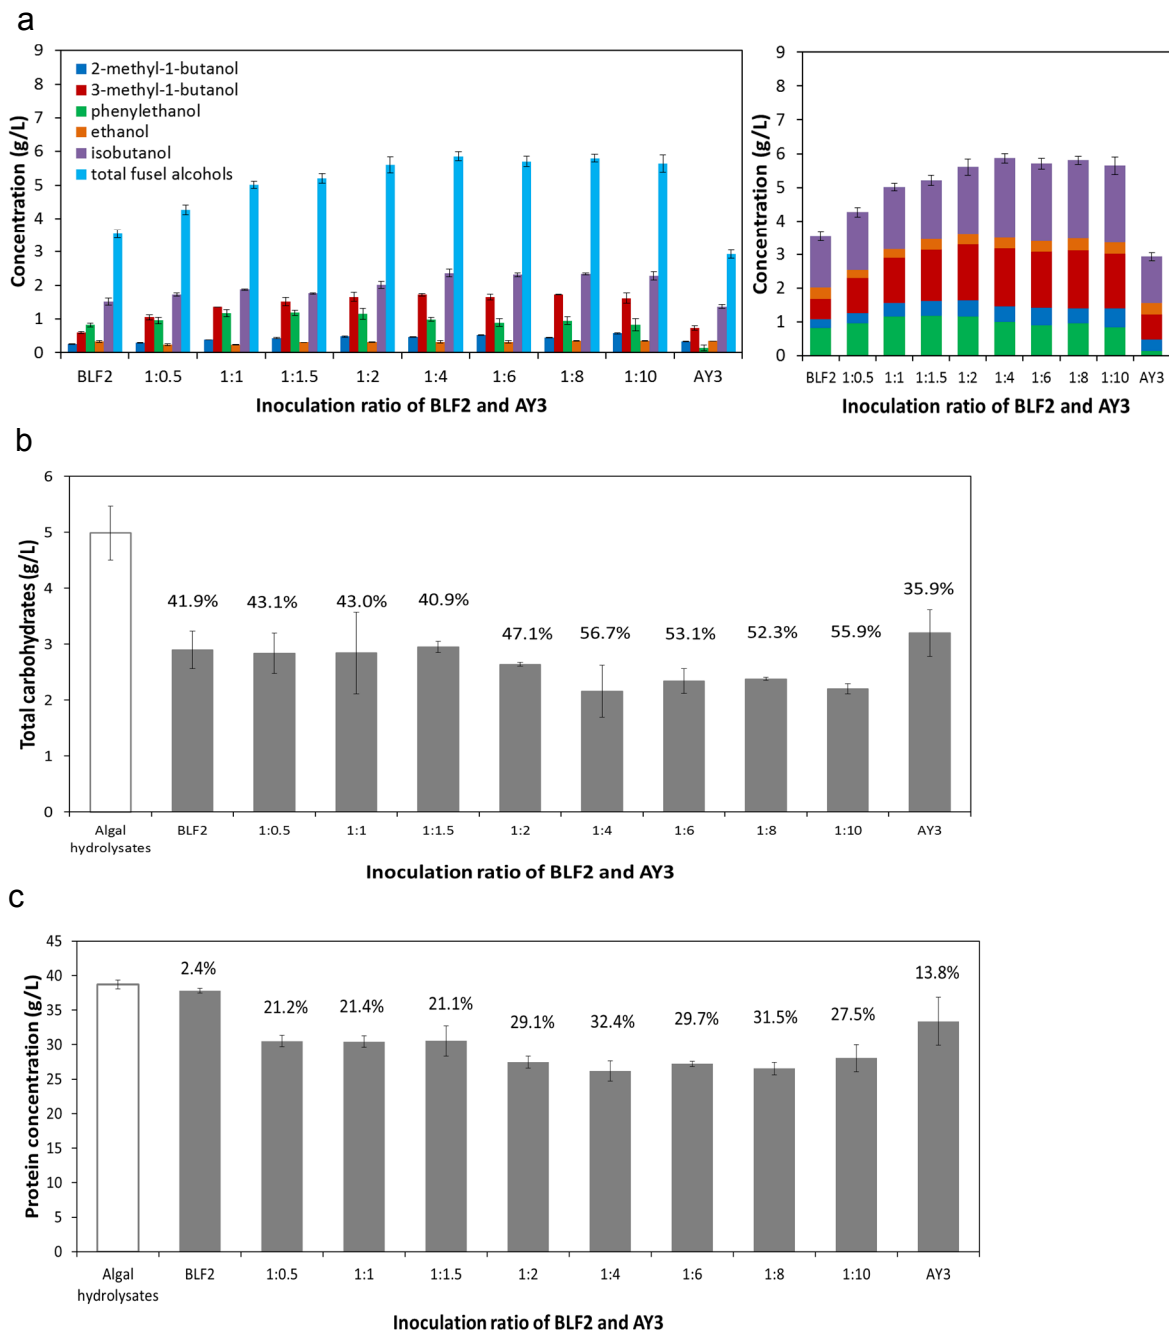 a
9
8
7
6
5
4
3
2
1
0
Concentration (g/L)
2-methyl-1-butanol
3-methyl-1-butanol
phenylethanol
ethanol
isobutanol
total fusel alcohols
BLF2 1:0.5 1:1 1:1.5 1:2 1:4 1:6 1:8 1:10 AY3
Inoculation ratio of BLF2 and AY3
9
8
7
6
5
4
3
2
1
0
Concentration (g/L)
BLF2 1:0.5 1:1 1:1.5 1:2 1:4 1:6 1:8 1:10 AY3
Inoculation ratio of BLF2 and AY3
b
6
5
4
3
2
1
0
Total carbohydrates (g/L)
41.9% 43.1% 43.0% 40.9% 47.1% 56.7% 53.1% 52.3% 55.9% 35.9%
Algal BLF2 1:0.5 1:1 1:1.5 1:2 1:4 1:6 1:8 1:10 AY3
hydrolysates
Inoculation ratio of BLF2 and AY3
c
45
40
35
30
25
20
15
10
5
0
Protein concentration (g/L)
2.4% 21.2% 21.4% 21.1% 29.1% 32.4% 29.7% 31.5% 27.5% 13.8%
Algal BLF2 1:0.5 1:1 1:1.5 1:2 1:4 1:6 1:8 1:10 AY3
hydrolysates
Inoculation ratio of BLF2 and AY3